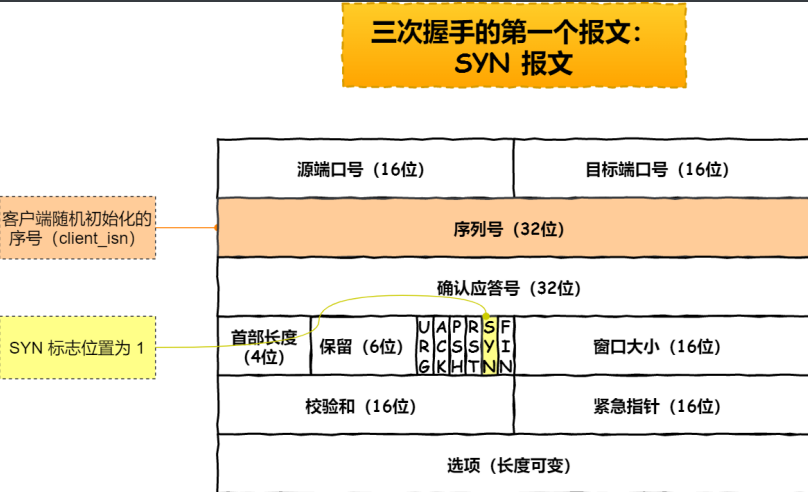 三次握手的第一个报文:
SYN 报文
源端口号（16位）
目标端口号（16位）
客户端随机初始化的
序号（client_isn）
序列号（32位）
确认应答号（32位）
SYN 标志位置为 1
首部长度
(4位)
保留（6位）
URG
ACK
PSH
RST
SYN
FIN
窗口大小（16位）
校验和（16位）
紧急指针（16位）
选项（长度可变）